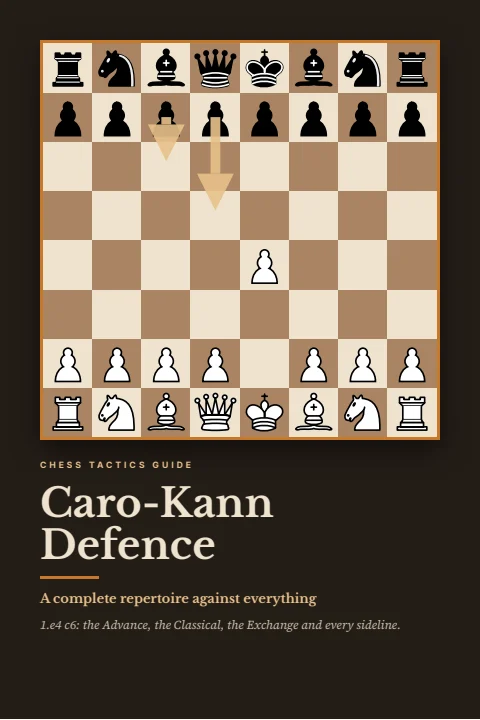 CHESS TACTICS GUIDE
Caro-Kann
Defence
A complete repertoire against everything
1.e4 c6: the Advance, the Classical, the Exchange and every sideline.